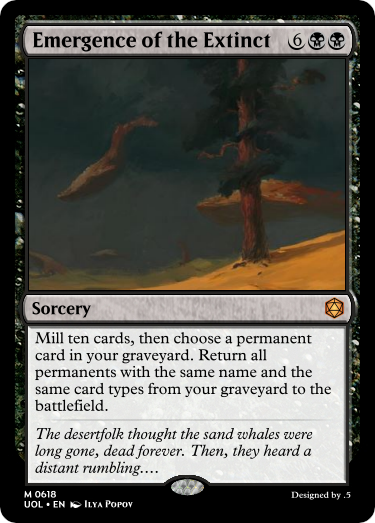 Emergence of the Extinct 6
Sorcery
Mill ten cards, then choose a permanent
card in your graveyard. Return all
permanents with the same name and the
same card types from your graveyard to the
battlefield.
The desertfolk thought the sand whales were
long gone, dead forever. Then, they heard a
distant rumbling....
M 0618
UOL • EN Ilya Popov
Designed by .5